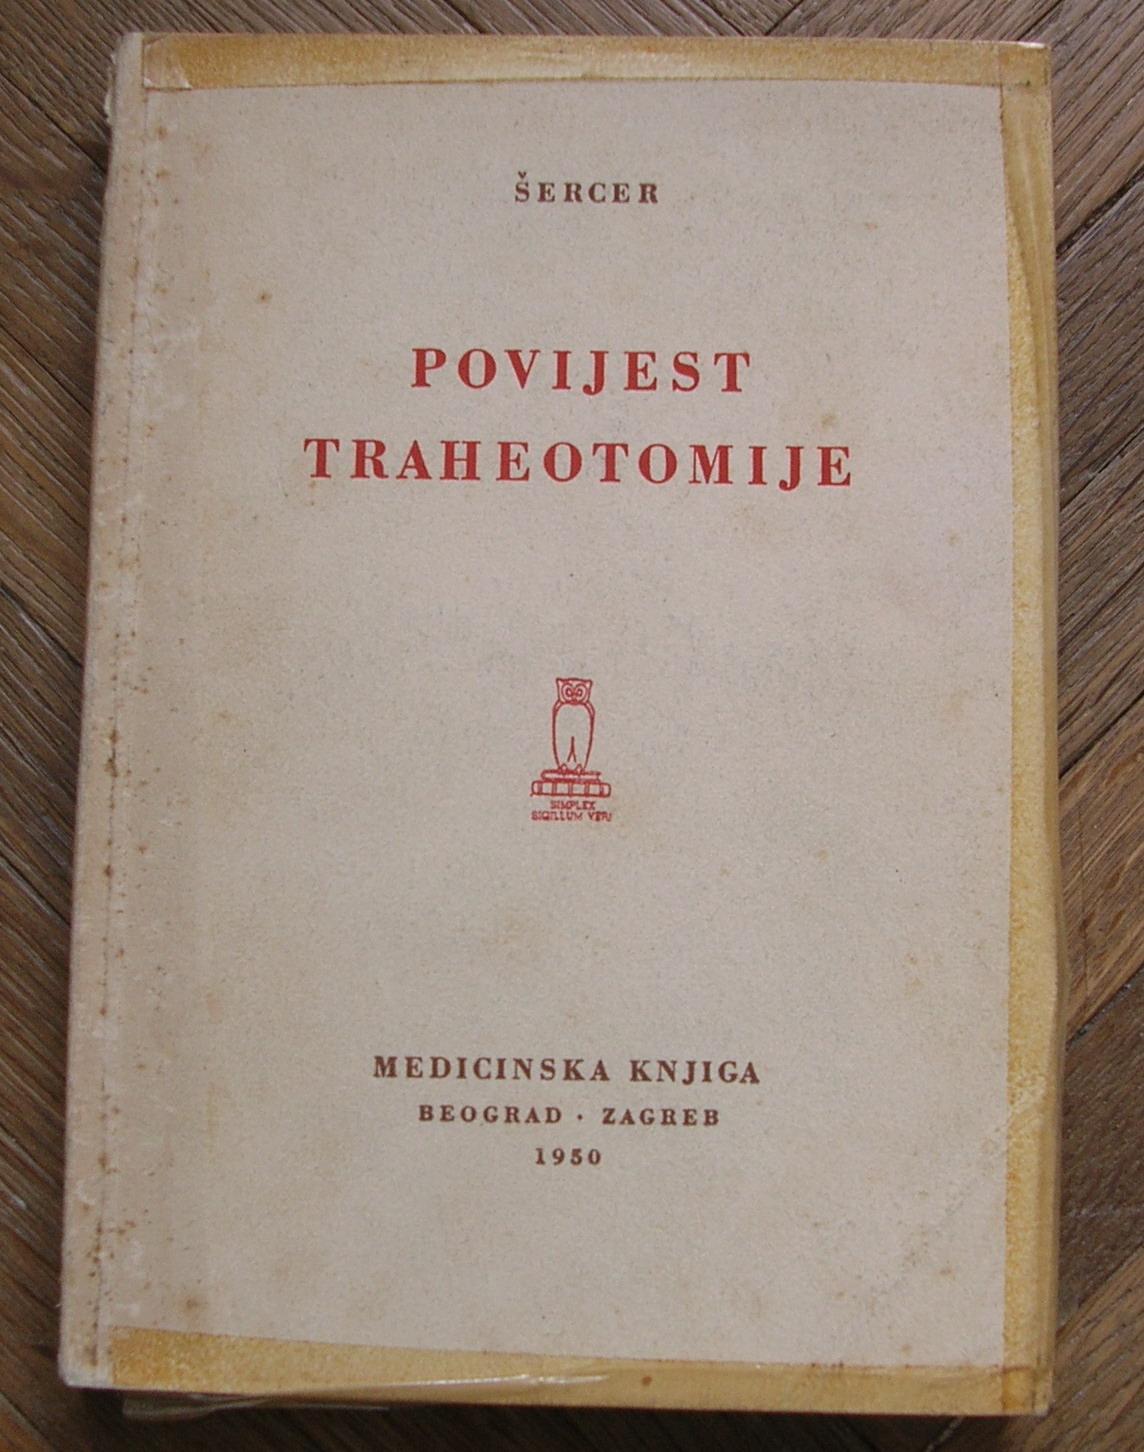 ŠERCER
POVIJEST
TRAHEOTOMIJE
SIMPLEX
SIGILLUM VERI
MEDICINSKA KNJIGA
BEOGRAD · ZAGREB
1950